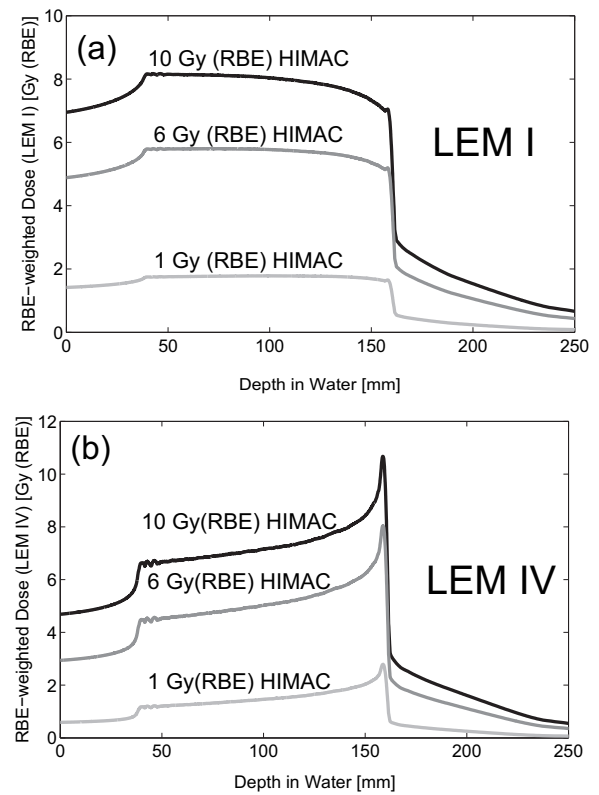 (a)
10 Gy (RBE) HIMAC
6 Gy (RBE) HIMAC
1 Gy (RBE) HIMAC
LEM I
RBE−weighted Dose (LEM I) [Gy (RBE)]
10
8
6
4
2
0
0 50 100 150 200 250
Depth in Water [mm]
(b)
10 Gy(RBE) HIMAC
6 Gy(RBE) HIMAC
1 Gy(RBE) HIMAC
LEM IV
RBE−weighted Dose (LEM IV) [Gy (RBE)]
12
10
8
6
4
2
0
0 50 100 150 200 250
Depth in Water [mm]